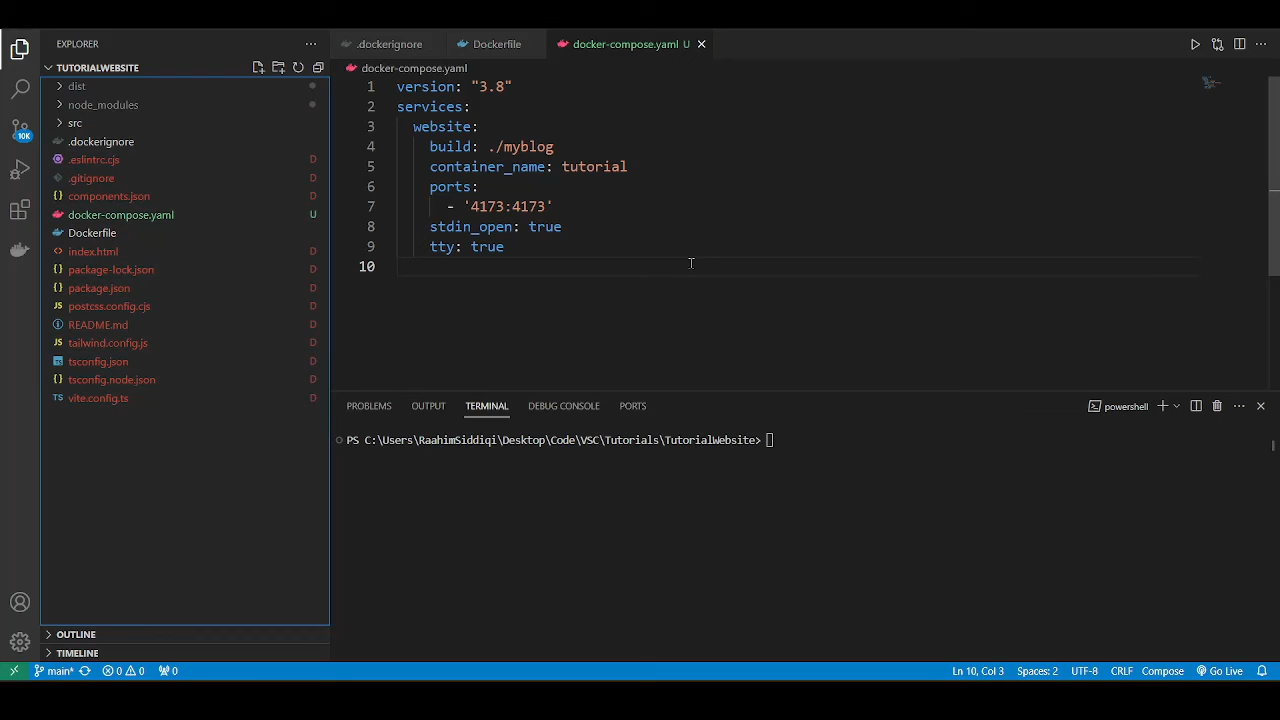 EXPLORER
TUTORIALWEBSITE
dist
node_modules
src
.dockerignore
.eslintrc.cjs D
.gitignore D
components.json D
docker-compose.yaml U
Dockerfile
index.html D
package-lock.json D
package.json D
postcss.config.cjs D
README.md D
tailwind.config.js D
tsconfig.json D
tsconfig.node.json D
vite.config.ts D
OUTLINE
TIMELINE
10K
.dockerignore Dockerfile docker-compose.yaml U
docker-compose.yaml
1 version: "3.8"
2 services:
3 website:
4 build: ./myblog
5 container_name: tutorial
6 ports:
7 - '4173:4173'
8 stdin_open: true
9 tty: true
10
PROBLEMS OUTPUT TERMINAL DEBUG CONSOLE PORTS powershell
PS C:\Users\RaahimSiddiqi\Desktop\Code\VSC\Tutorials\TutorialWebsite>
main* 0 0 0 Ln 10, Col 3 Spaces: 2 UTF-8 CRLF Compose Go Live